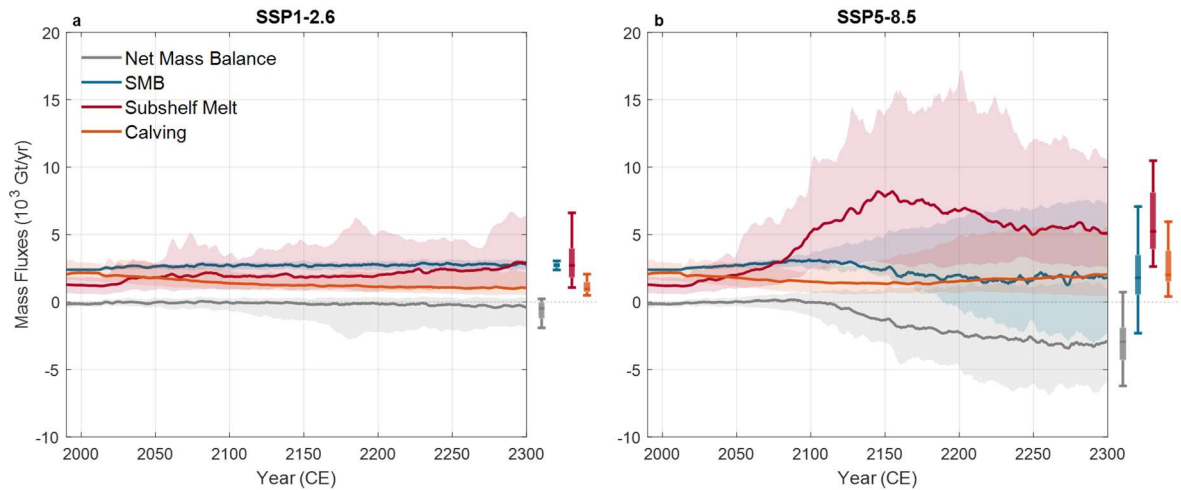 a
SSP1-2.6
20
15
10
5
0
-5
-10
Mass Fluxes (10³ Gt/yr)
Net Mass Balance
SMB
Subshelf Melt
Calving
2000
2050
2100
2150
2200
2250
2300
Year (CE)
b
SSP5-8.5
20
15
10
5
0
-5
-10
2000
2050
2100
2150
2200
2250
2300
Year (CE)